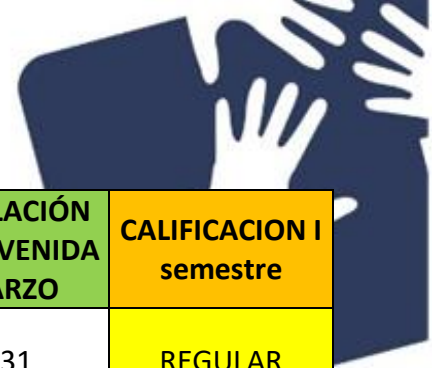 LACIÓN
VENIDA
ARZO
CALIFICACION I
semestre
31
REGULAR